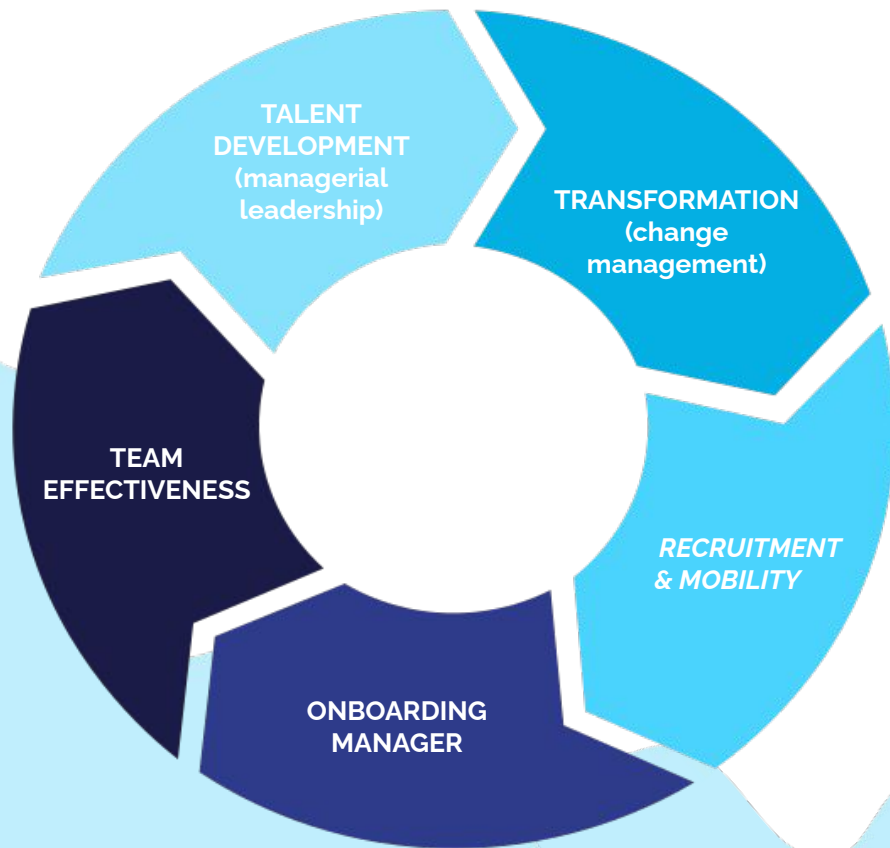 TALENT
DEVELOPMENT
(managerial
leadership)
TRANSFORMATION
(change
management)
RECRUITMENT
& MOBILITY
ONBOARDING
MANAGER
TEAM
EFFECTIVENESS